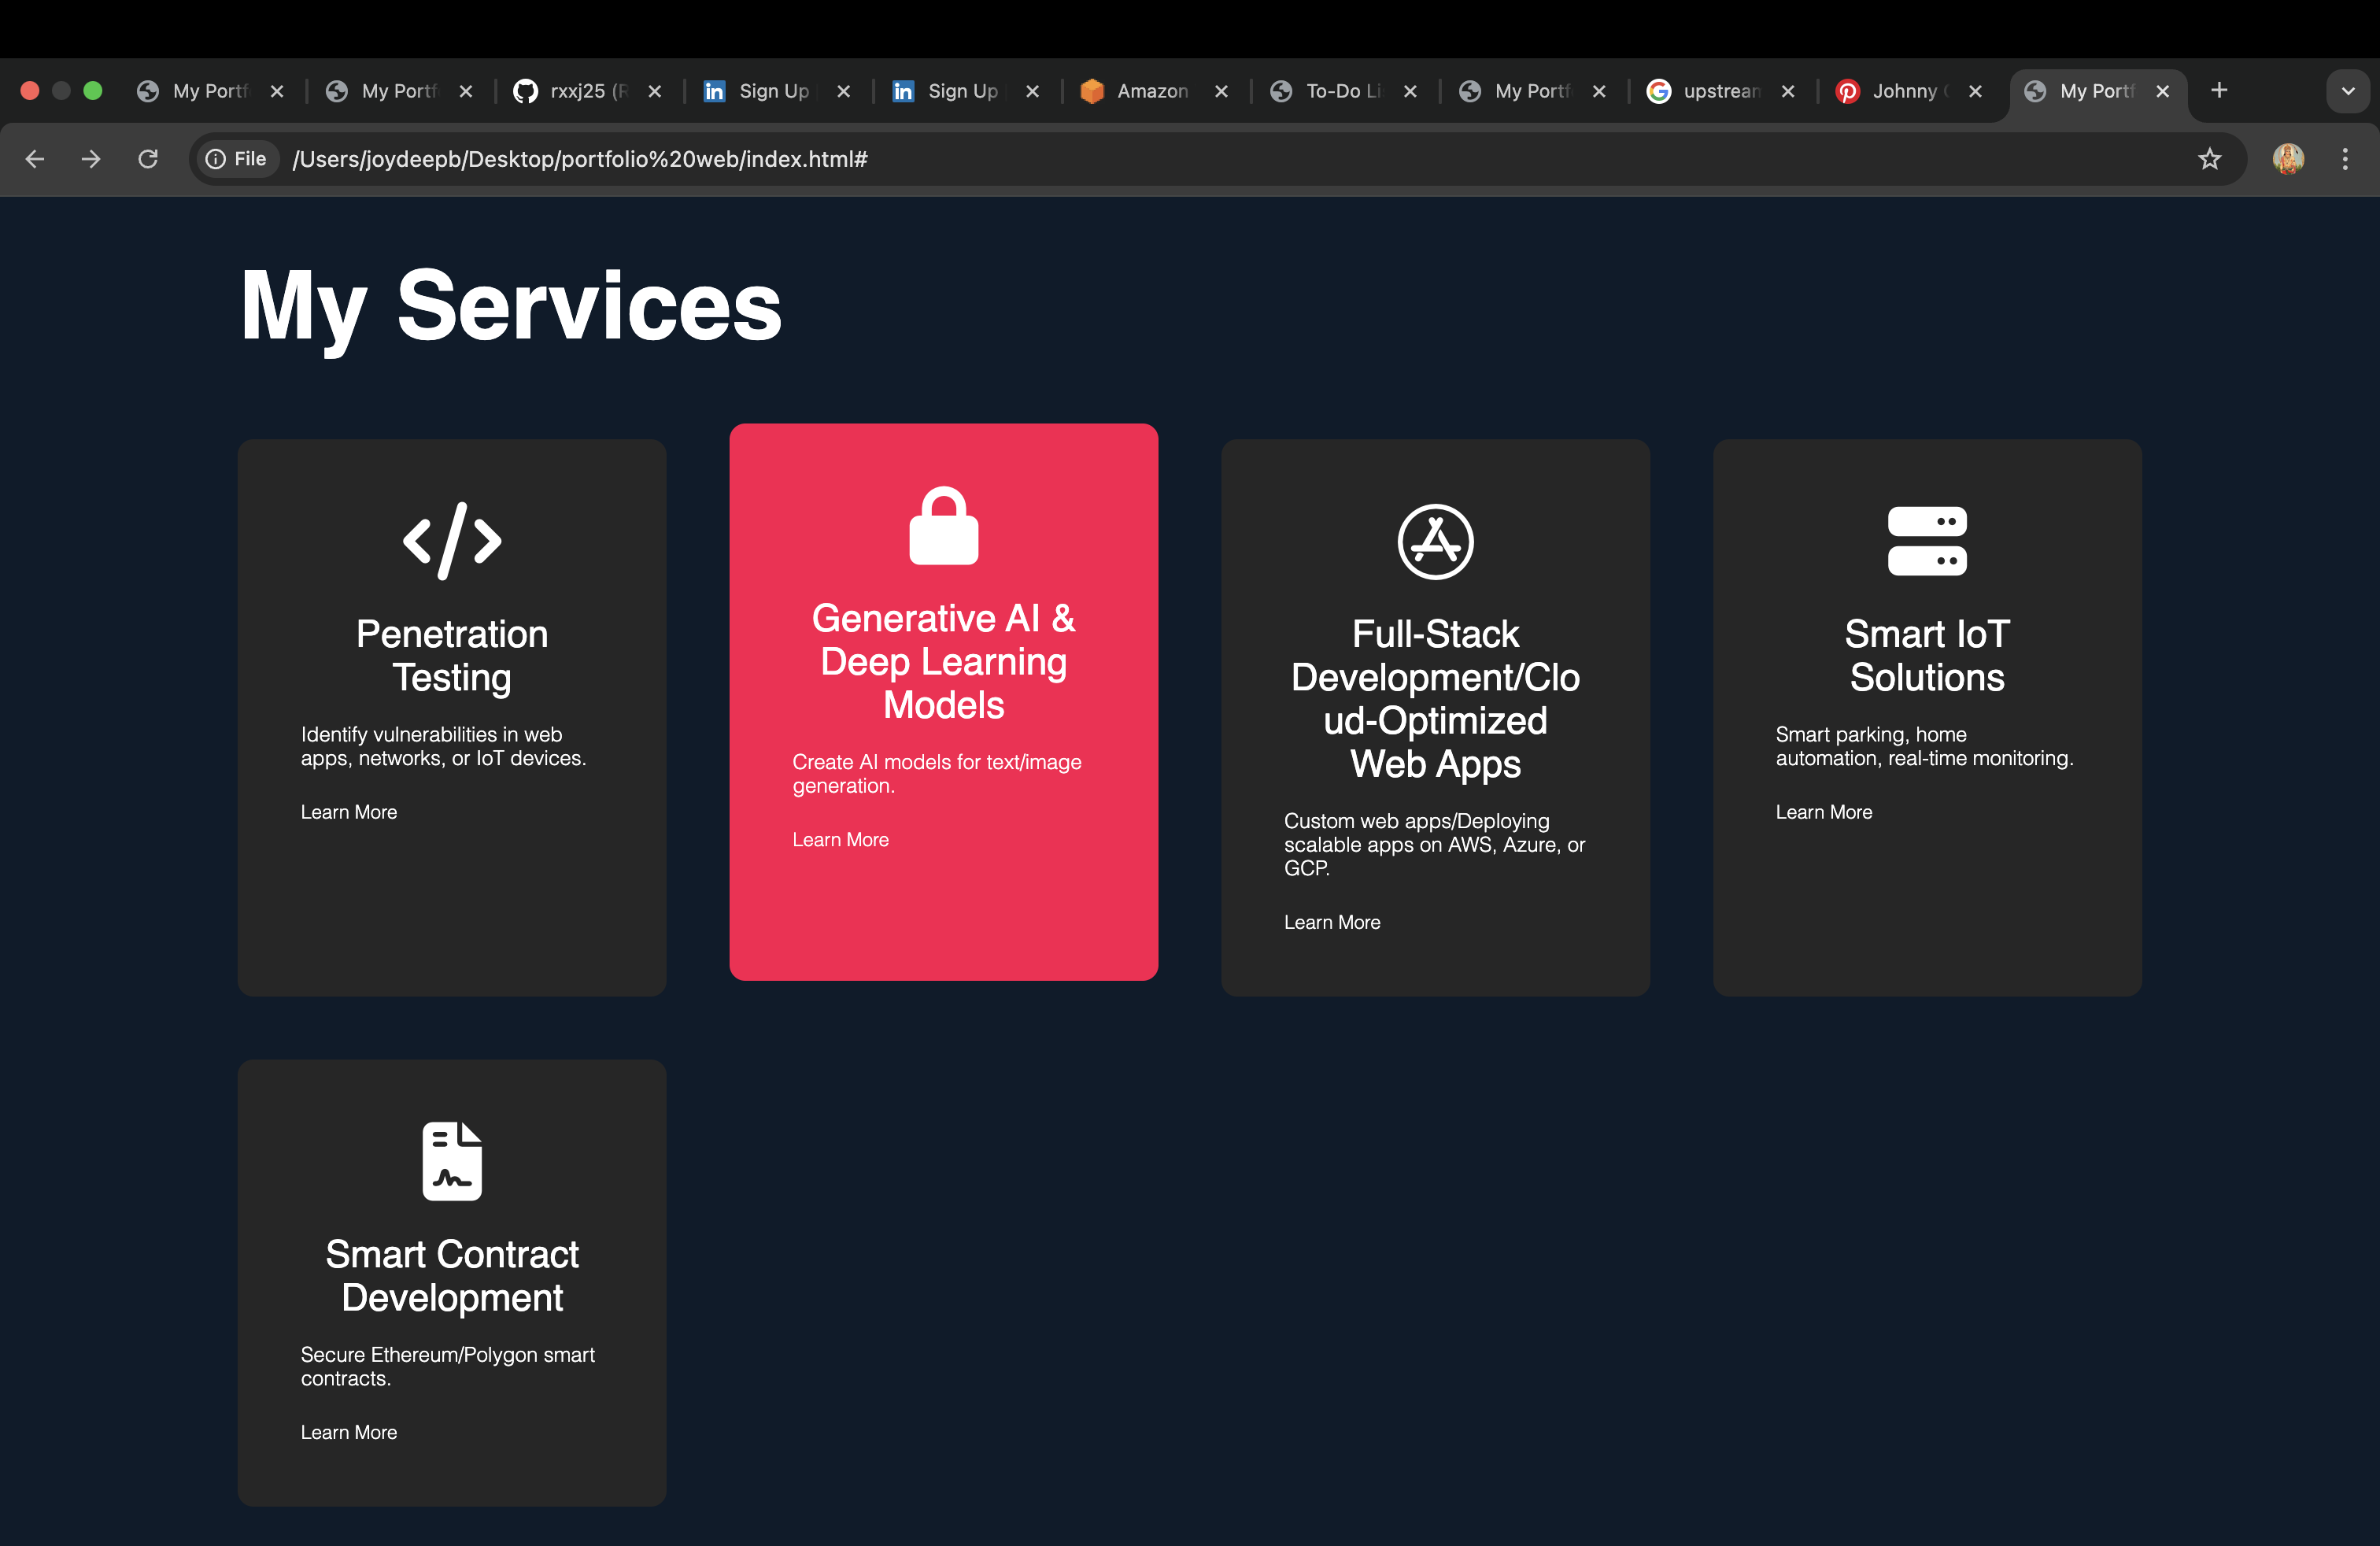 My Portf
My Portf
rxxj25 (R
Sign Up
Sign Up
Amazon
To-Do Li
My Portf
upstream
Johnny
My Portf
File /Users/joydeepb/Desktop/portfolio%20web/index.html#
My Services
Penetration
Testing
Identify vulnerabilities in web
apps, networks, or IoT devices.
Learn More
Generative AI &
Deep Learning
Models
Create AI models for text/image
generation.
Learn More
Full-Stack
Development/Clo
ud-Optimized
Web Apps
Custom web apps/Deploying
scalable apps on AWS, Azure, or
GCP.
Learn More
Smart IoT
Solutions
Smart parking, home
automation, real-time monitoring.
Learn More
Smart Contract
Development
Secure Ethereum/Polygon smart
contracts.
Learn More